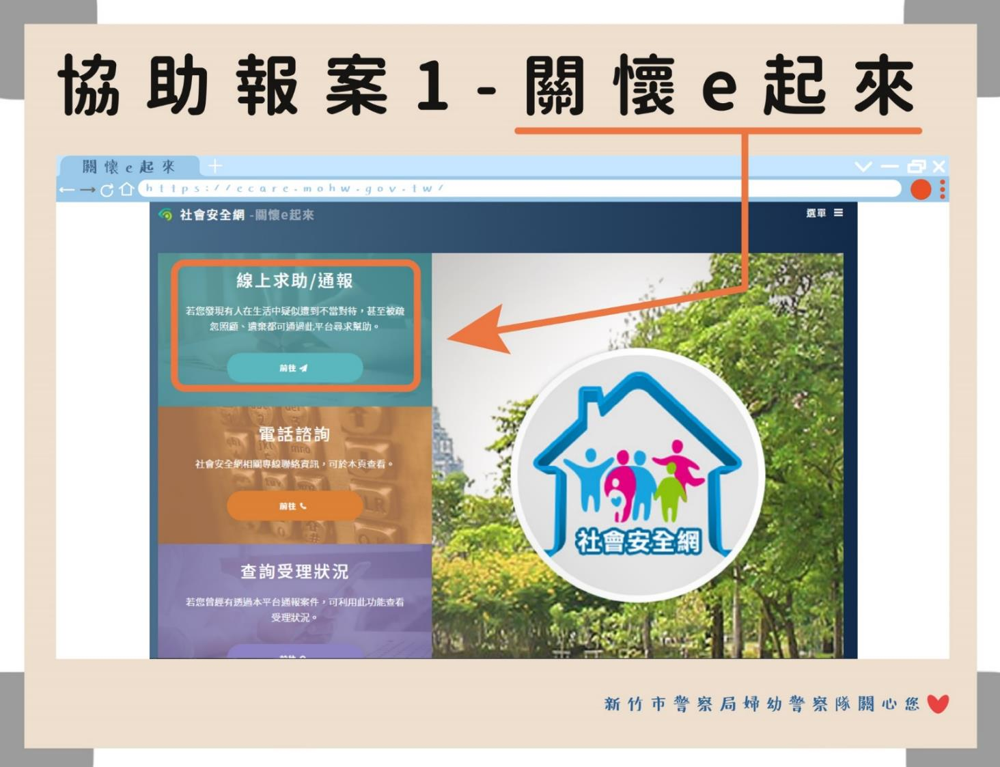 協助報案1-關懷e起來
關懷e起來
https://ecare.mohw.gov.tw/
社會安全網 -關懷e起來
選單
線上求助/通報
若您發現有人在生活中疑似遭到不當對待，甚至被疏
忽照顧、遺棄都可通過此平台尋求幫助。
前往
電話諮詢
社會安全網相關專線聯絡資訊，可於本頁查看。
前往
查詢受理狀況
若您曾經有透過本平台通報案件，可利用此功能查看
受理狀況。
社會安全網
新竹市警察局婦幼警察隊關心您